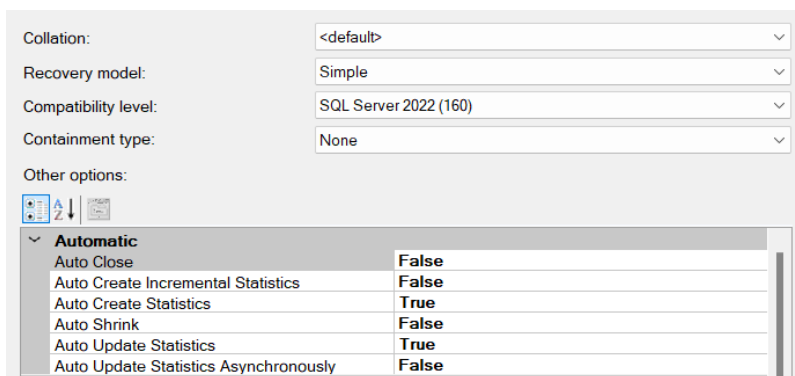 Collation: <default>
Recovery model: Simple
Compatibility level: SQL Server 2022 (160)
Containment type: None
Other options:
A
Z
Automatic
Auto Close False
Auto Create Incremental Statistics False
Auto Create Statistics True
Auto Shrink False
Auto Update Statistics True
Auto Update Statistics Asynchronously False